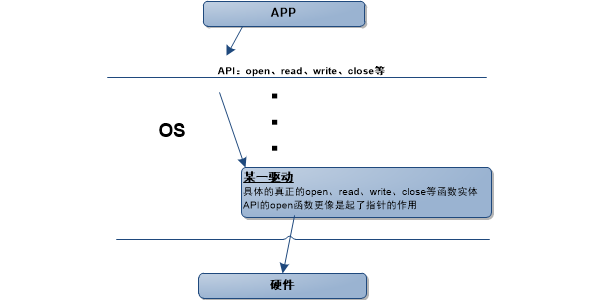 APP
API：open、read、write、close等
OS
某一驱动
具体的真正的open、read、write、close等函数实体
API的open函数更像是起了指针的作用
硬件